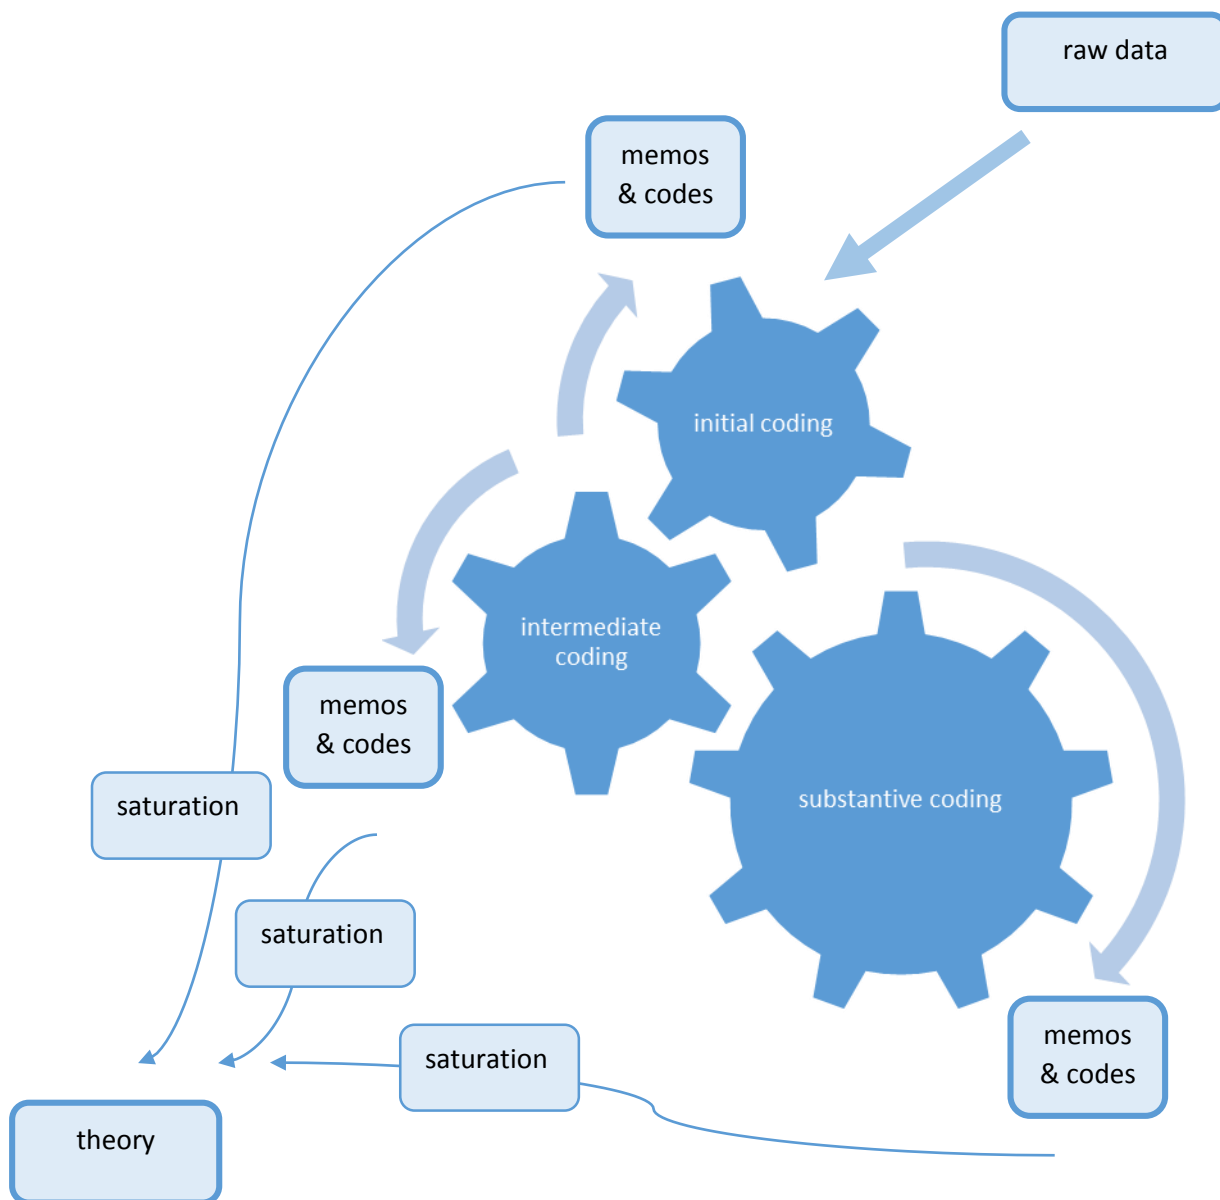 raw data
memos
& codes
initial coding
intermediate
coding
memos
& codes
substantive coding
saturation
saturation
memos
& codes
saturation
theory